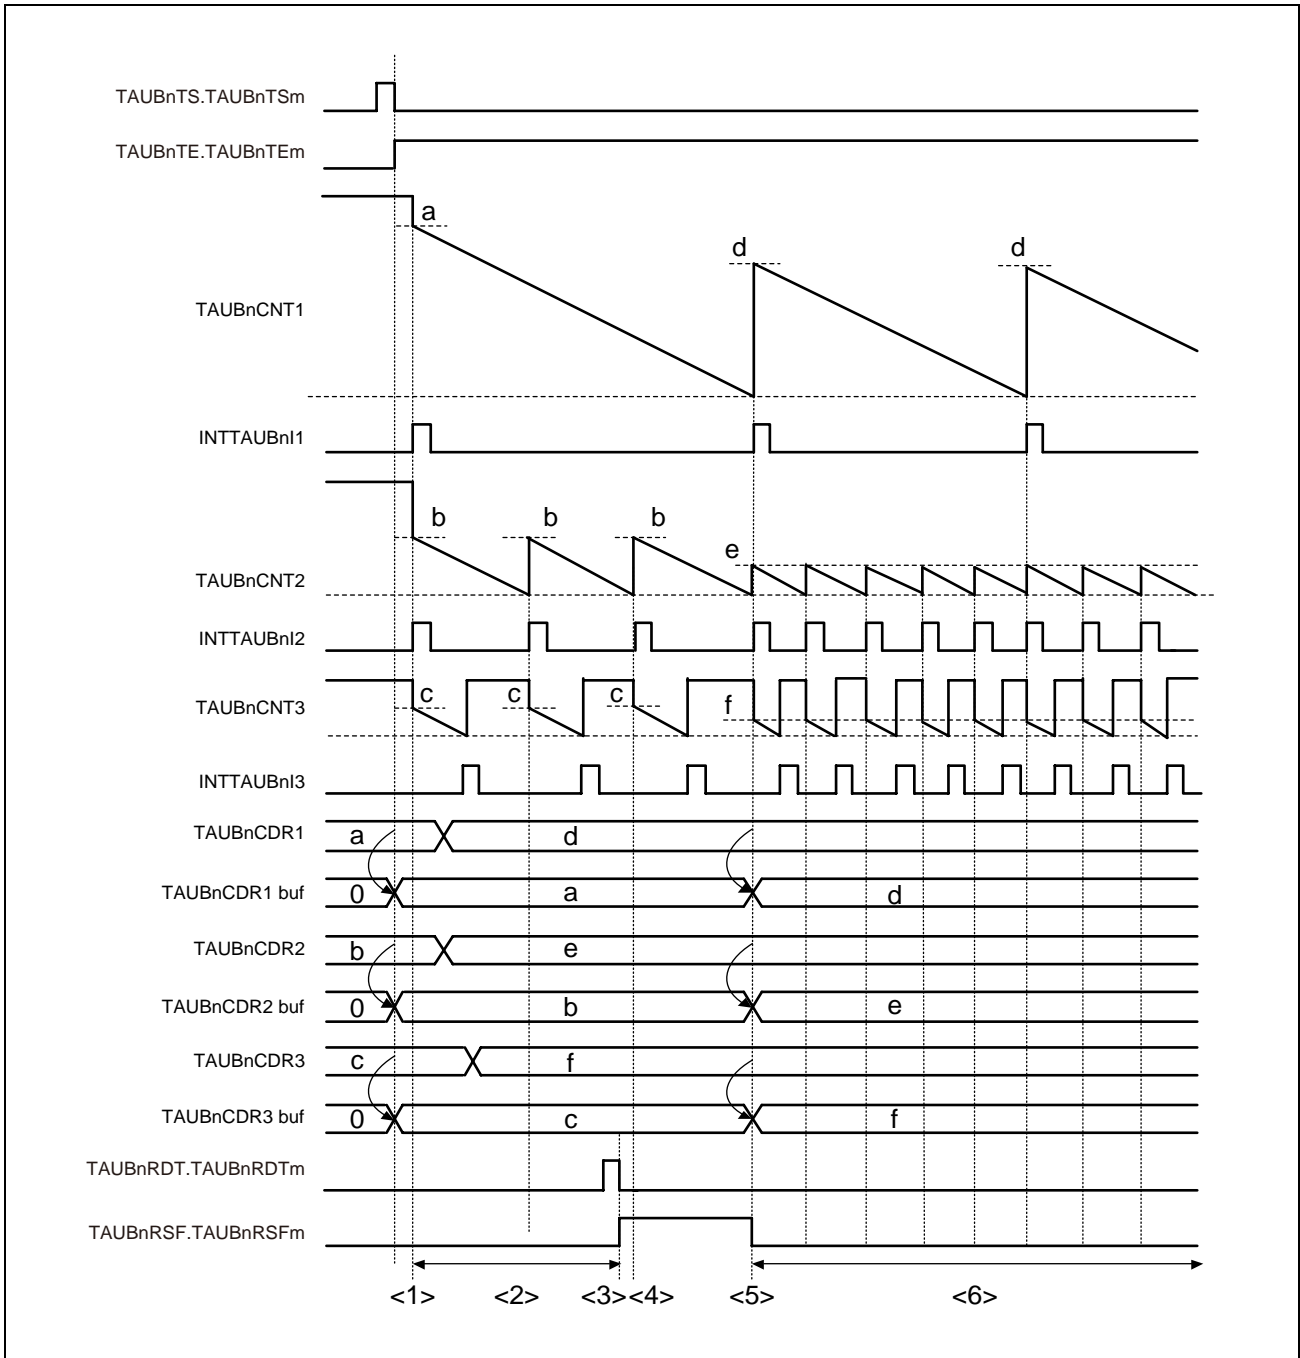 TAUBnTS.TAUBnTSm
TAUBnTE.TAUBnTEm
a
d
d
TAUBnCNT1
INTTAUBnI1
b
b
b
e
TAUBnCNT2
INTTAUBnI2
c
c
c
f
TAUBnCNT3
INTTAUBnI3
TAUBnCDR1
a
d
TAUBnCDR1 buf
0
a
d
TAUBnCDR2
b
e
TAUBnCDR2 buf
0
b
e
TAUBnCDR3
c
f
TAUBnCDR3 buf
0
c
f
TAUBnRDT.TAUBnRDTm
TAUBnRSF.TAUBnRSFm
<1> <2> <3> <4> <5> <6>